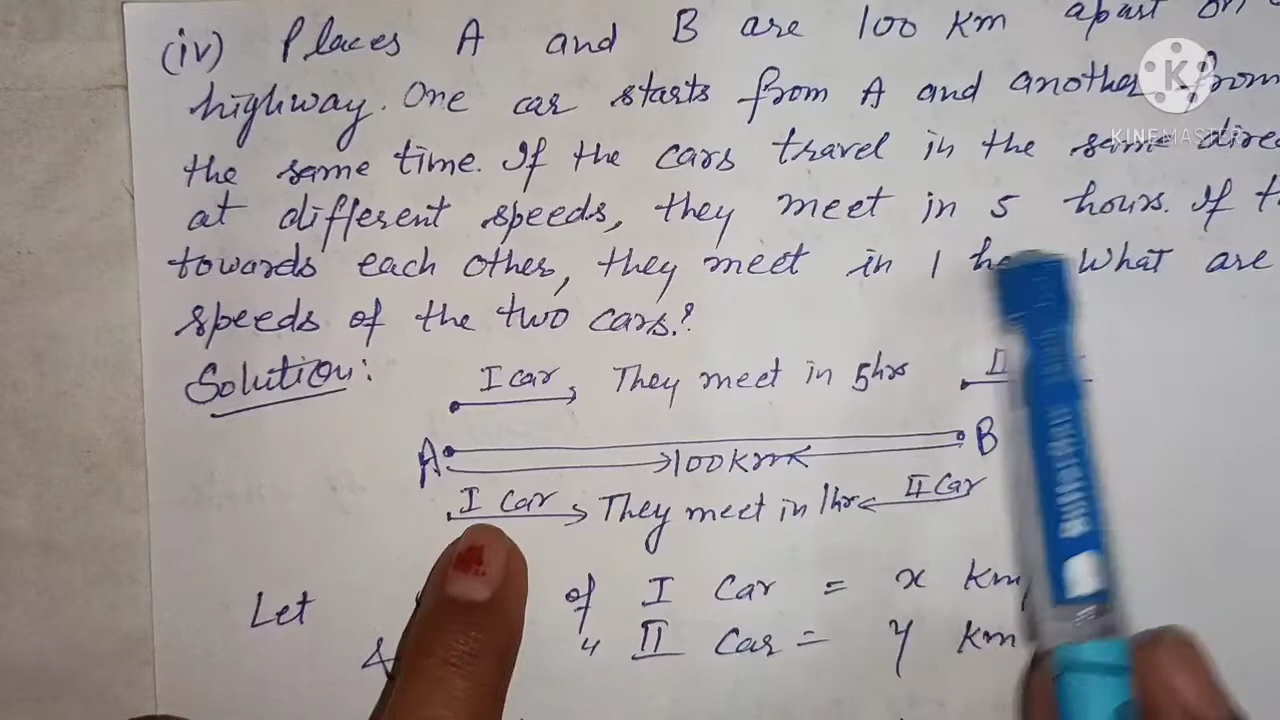 (iv) Places A and B are 100 Km apart on
highway. One car starts from A and another from
the same time. If the cars travel in the same dire
at different speeds, they meet in 5 hours. If t
towards each other, they meet in 1 What are
speeds of the two cars.?
Solution:
I car They meet in 5hrs II
A 100km B
I Car They meet in 1hr II Car
Let of I Car = x Km
& " II Car = y Km
K
KINEMASTER